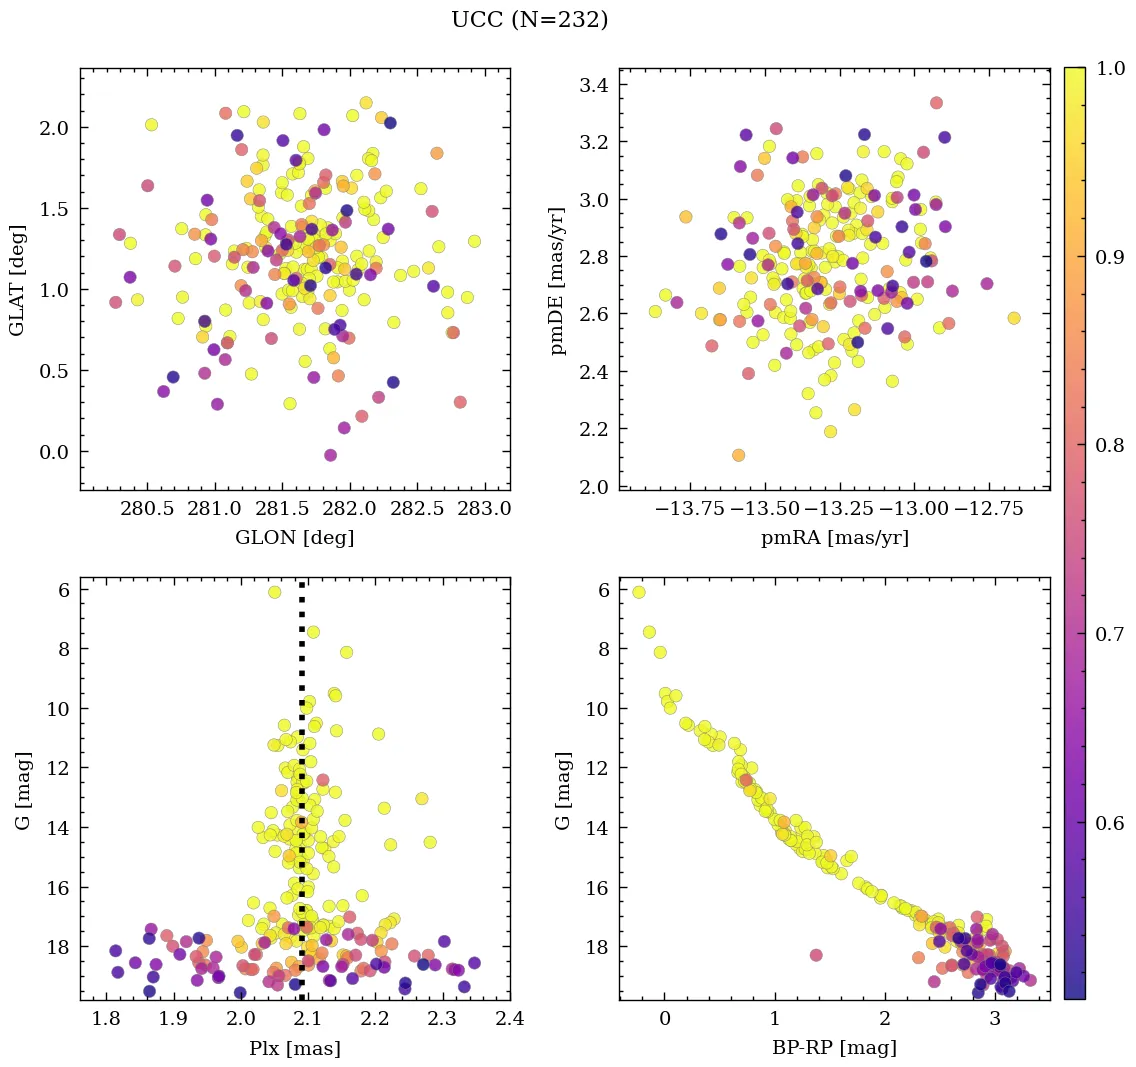 UCC (N=232)
2.0
1.5
1.0
0.5
0.0
GLAT [deg]
280.5 281.0 281.5 282.0 282.5 283.0
GLON [deg]
3.4
3.2
3.0
2.8
2.6
2.4
2.2
2.0
pmDE [mas/yr]
−13.75 −13.50 −13.25 −13.00 −12.75
pmRA [mas/yr]
1.0
0.9
0.8
0.7
0.6
6
8
10
12
14
16
18
G [mag]
1.8 1.9 2.0 2.1 2.2 2.3 2.4
Plx [mas]
6
8
10
12
14
16
18
G [mag]
0 1 2 3
BP-RP [mag]